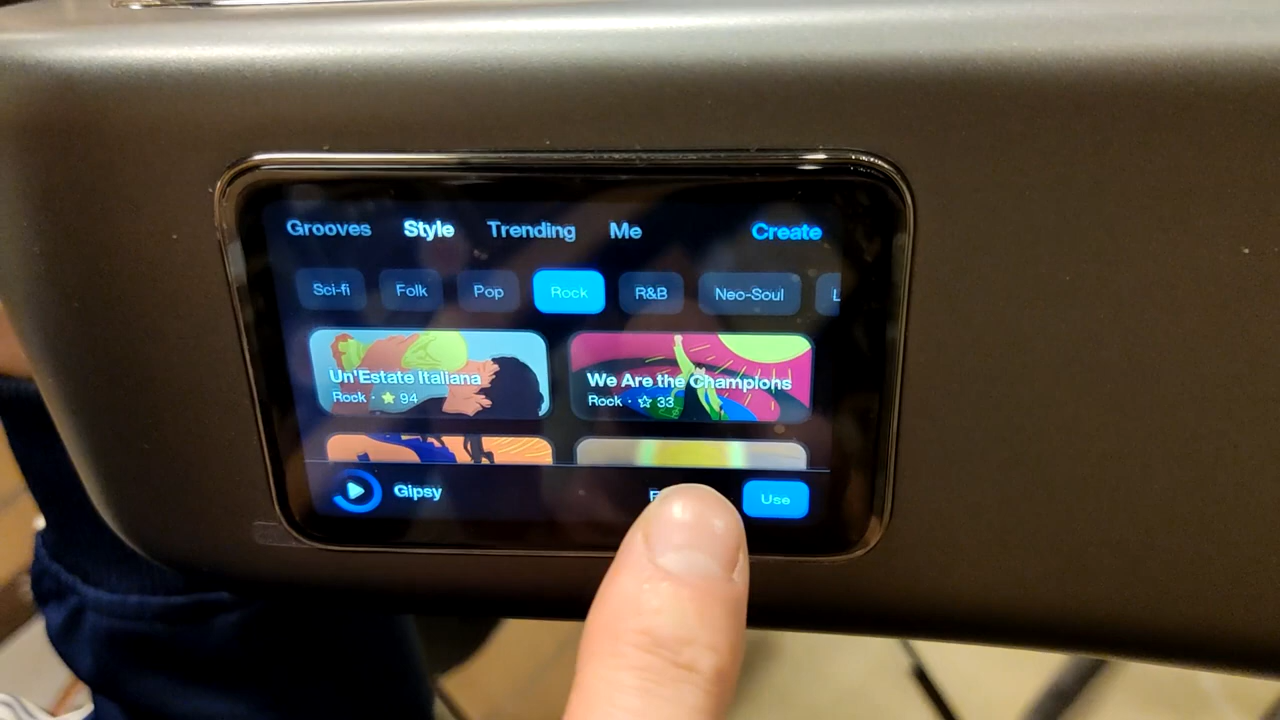 Grooves Style Trending Me Create
Sci-fi Folk Pop Rock R&B Neo-Soul
Un'Estate Italiana We Are the Champions
Rock · ☆ 94 Rock · ☆ 33
Gipsy Use